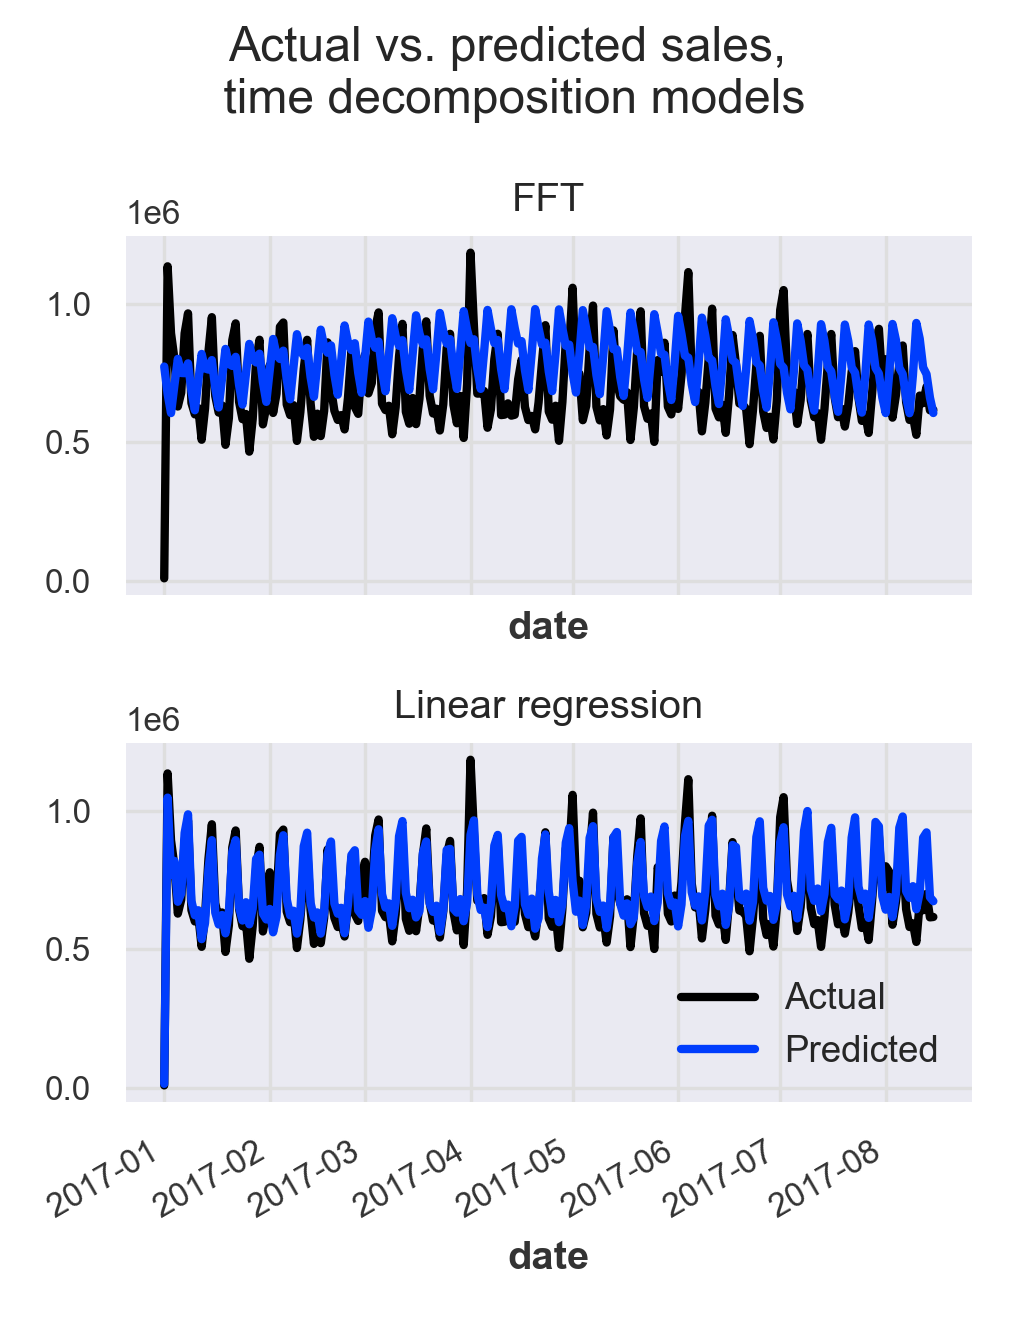 Actual vs. predicted sales,
time decomposition models
FFT
1e6
1.0
0.5
0.0
date
Linear regression
1e6
1.0
0.5
0.0
Actual
Predicted
2017-01
2017-02
2017-03
2017-04
2017-05
2017-06
2017-07
2017-08
date